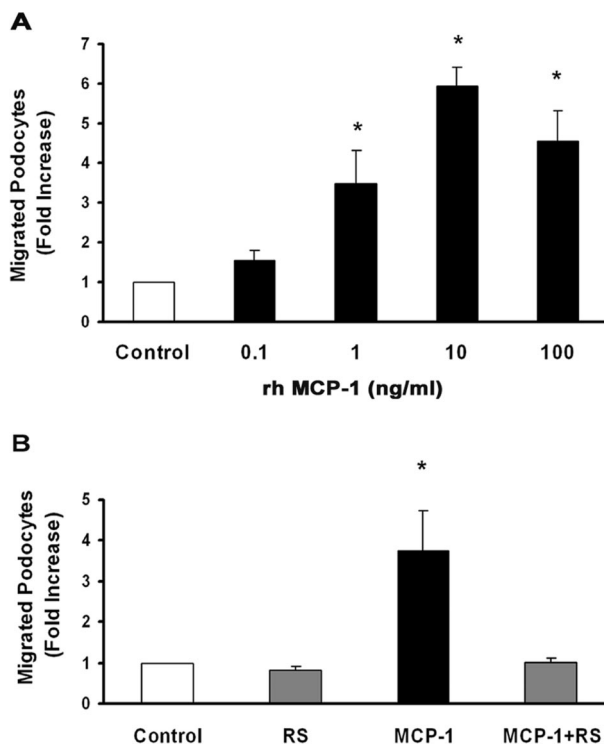 A
Migrated Podocytes
(Fold Increase)
7
6
5
4
3
2
1
0
*
*
*
Control 0.1 1 10 100
rh MCP-1 (ng/ml)
B
Migrated Podocytes
(Fold Increase)
5
4
3
2
1
0
*
Control RS MCP-1 MCP-1+RS